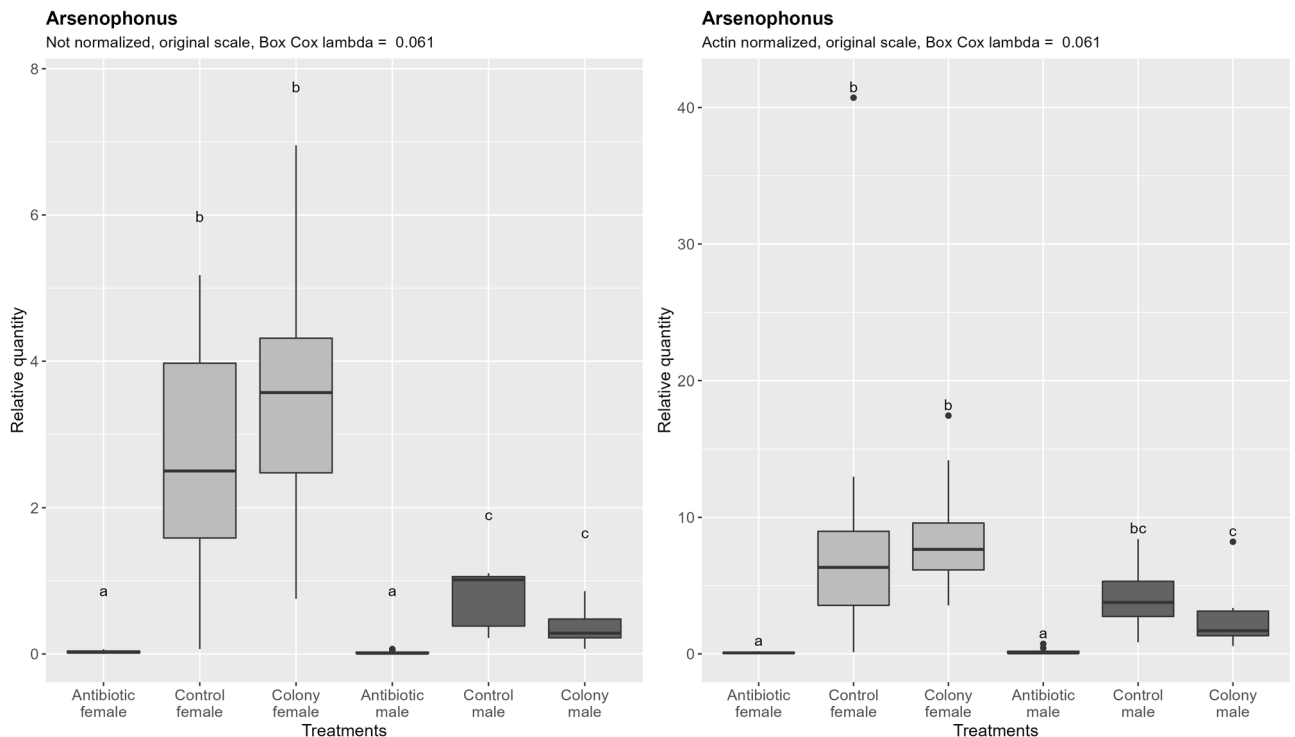 Arsenophonus
Not normalized, original scale, Box Cox lambda =  0.061
Relative quantity
8
6
4
2
0
b
b
a
a
c
c
Antibiotic
female
Control
female
Colony
female
Antibiotic
male
Control
male
Colony
male
Treatments
Arsenophonus
Actin normalized, original scale, Box Cox lambda =  0.061
Relative quantity
40
30
20
10
0
b
b
a
a
bc
c
Antibiotic
female
Control
female
Colony
female
Antibiotic
male
Control
male
Colony
male
Treatments